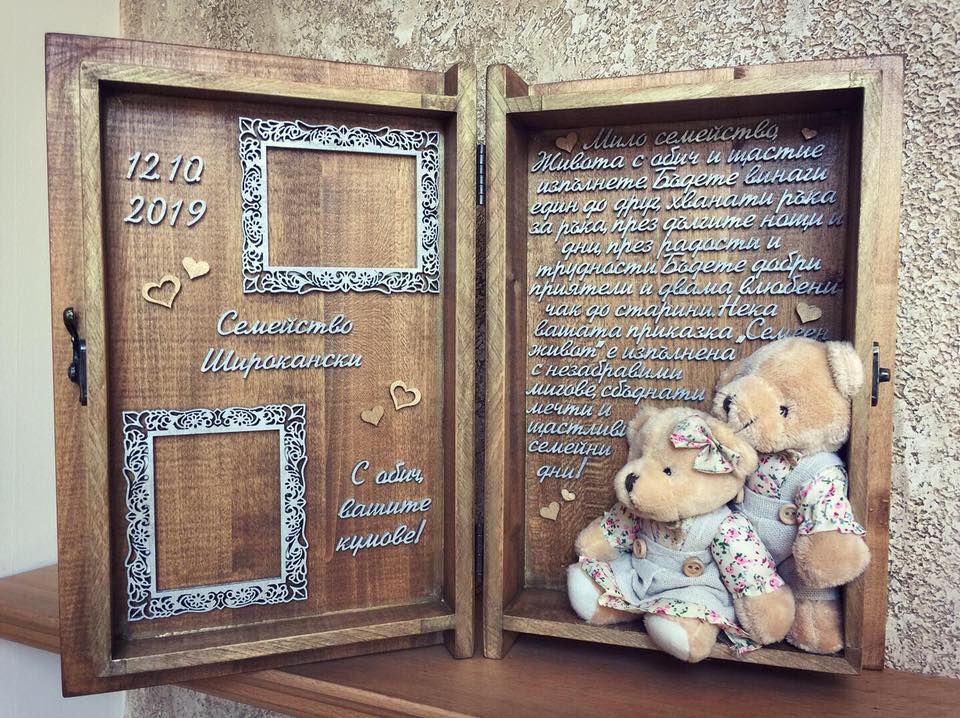 12.10
2019
Семейство
Широкански
С обич,
вашите
кумове!
Мило семейство,
Живота с обич и щастие
изпълнете. Бъдете винаги
един до друг, хванати ръка
за ръка, през дългите нощи и
дни, през радости и
трудности. Бъдете добри
приятели и двама влюбени
чак до старини. Нека
вашата приказка „Семеен
живот“ е изпълнена
с незабравими
мигове, сбъднати
мечти и
щастливи
семейни
дни!